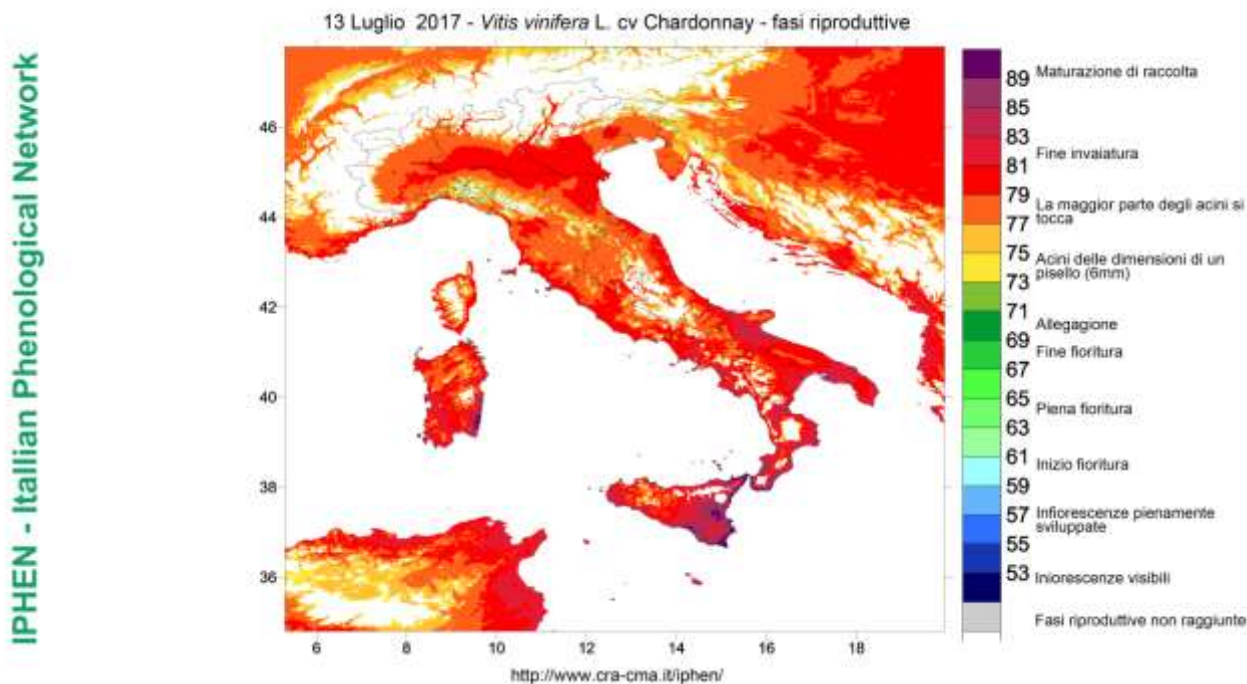 IPHEN - Itallian Phenological Network
13 Luglio 2017 - Vitis vinifera L. cv Chardonnay - fasi riproduttive
46
44
42
40
38
36
6
8
10
12
14
16
18
http://www.cra-cma.it/iphen/
89
85
83
81
79
77
75
73
71
69
67
65
63
61
59
57
55
53
Maturazione di raccolta
Fine invaiatura
La maggior parte degli acini si
tocca
Acini delle dimensioni di un
pisello (6mm)
Allegagione
Fine fioritura
Piena fioritura
Inizio fioritura
Infiorescenze pienamente
sviluppate
Iniorescenze visibili
Fasi riproduttive non raggiunte